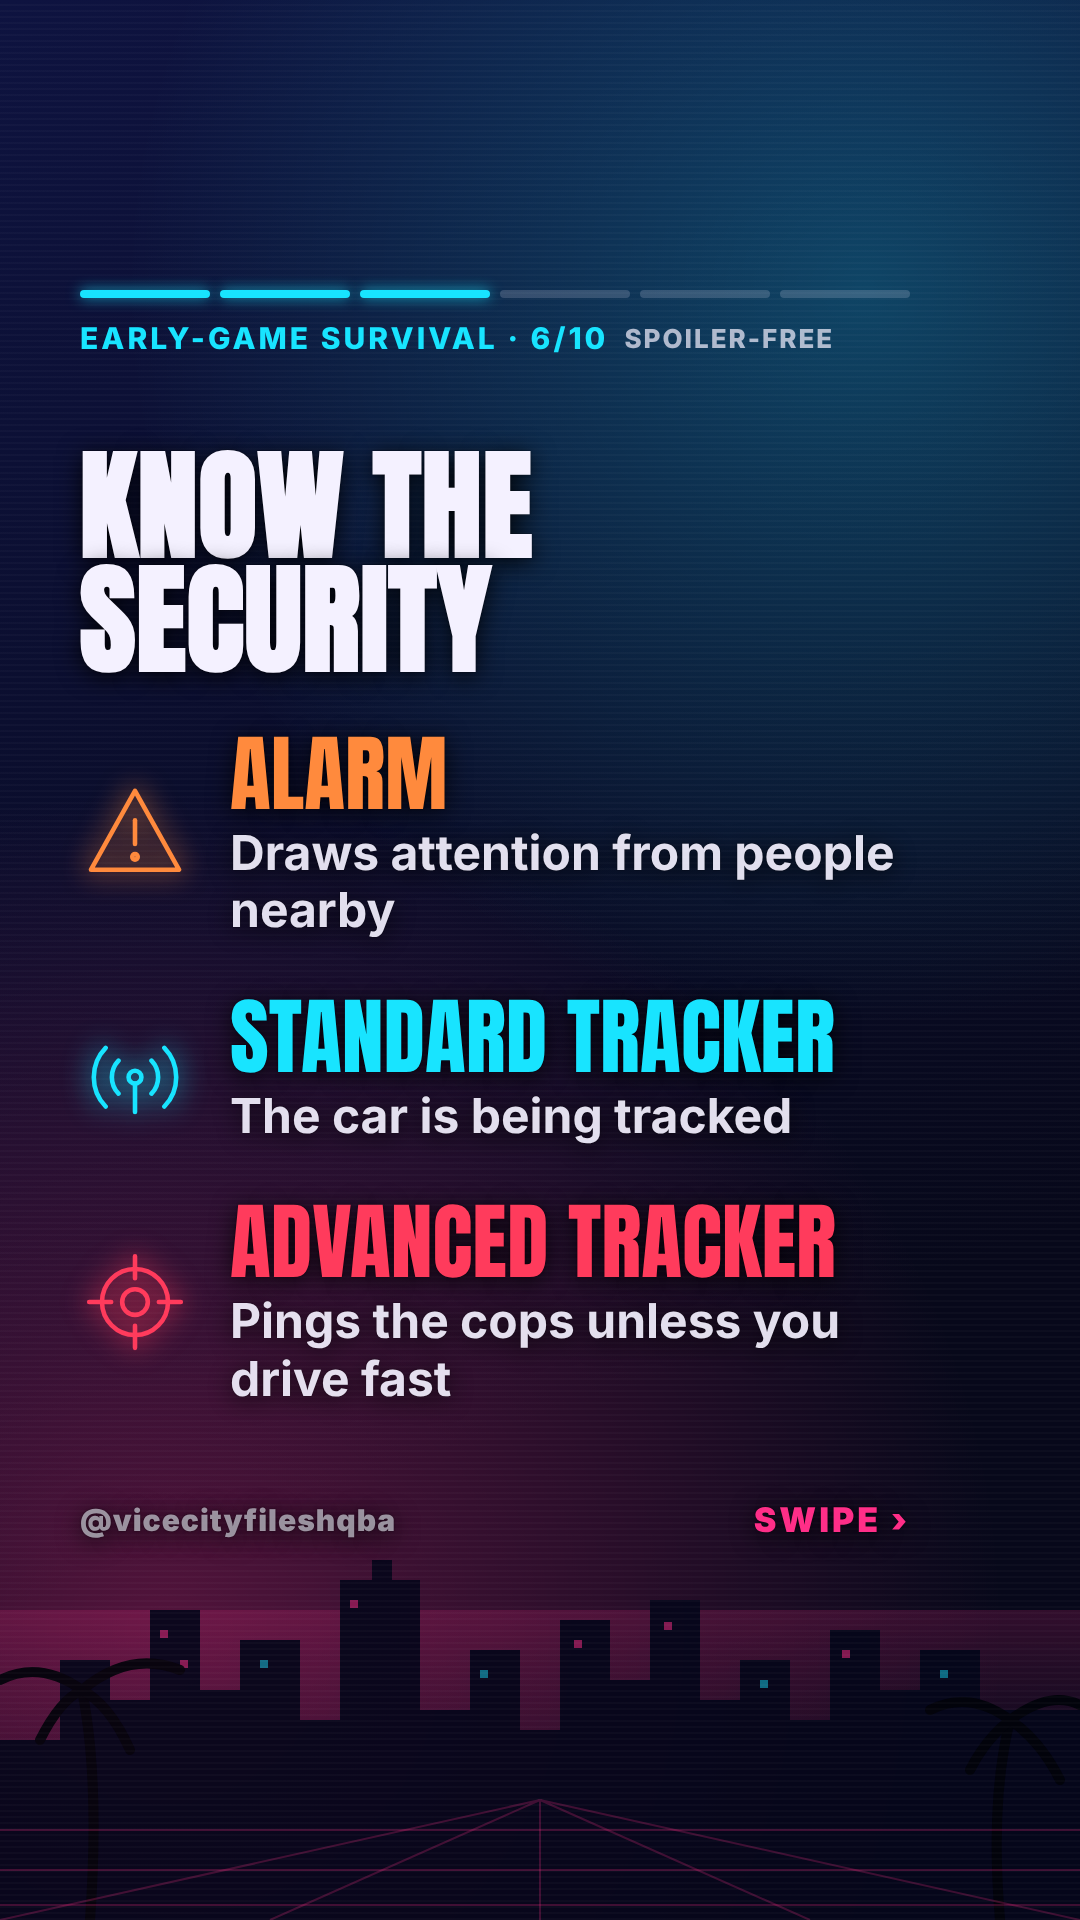 EARLY-GAME SURVIVAL · 6/10 SPOILER-FREE
KNOW THE
SECURITY
ALARM
Draws attention from people
nearby
STANDARD TRACKER
The car is being tracked
ADVANCED TRACKER
Pings the cops unless you
drive fast
@vicecityfileshqba
SWIPE ›